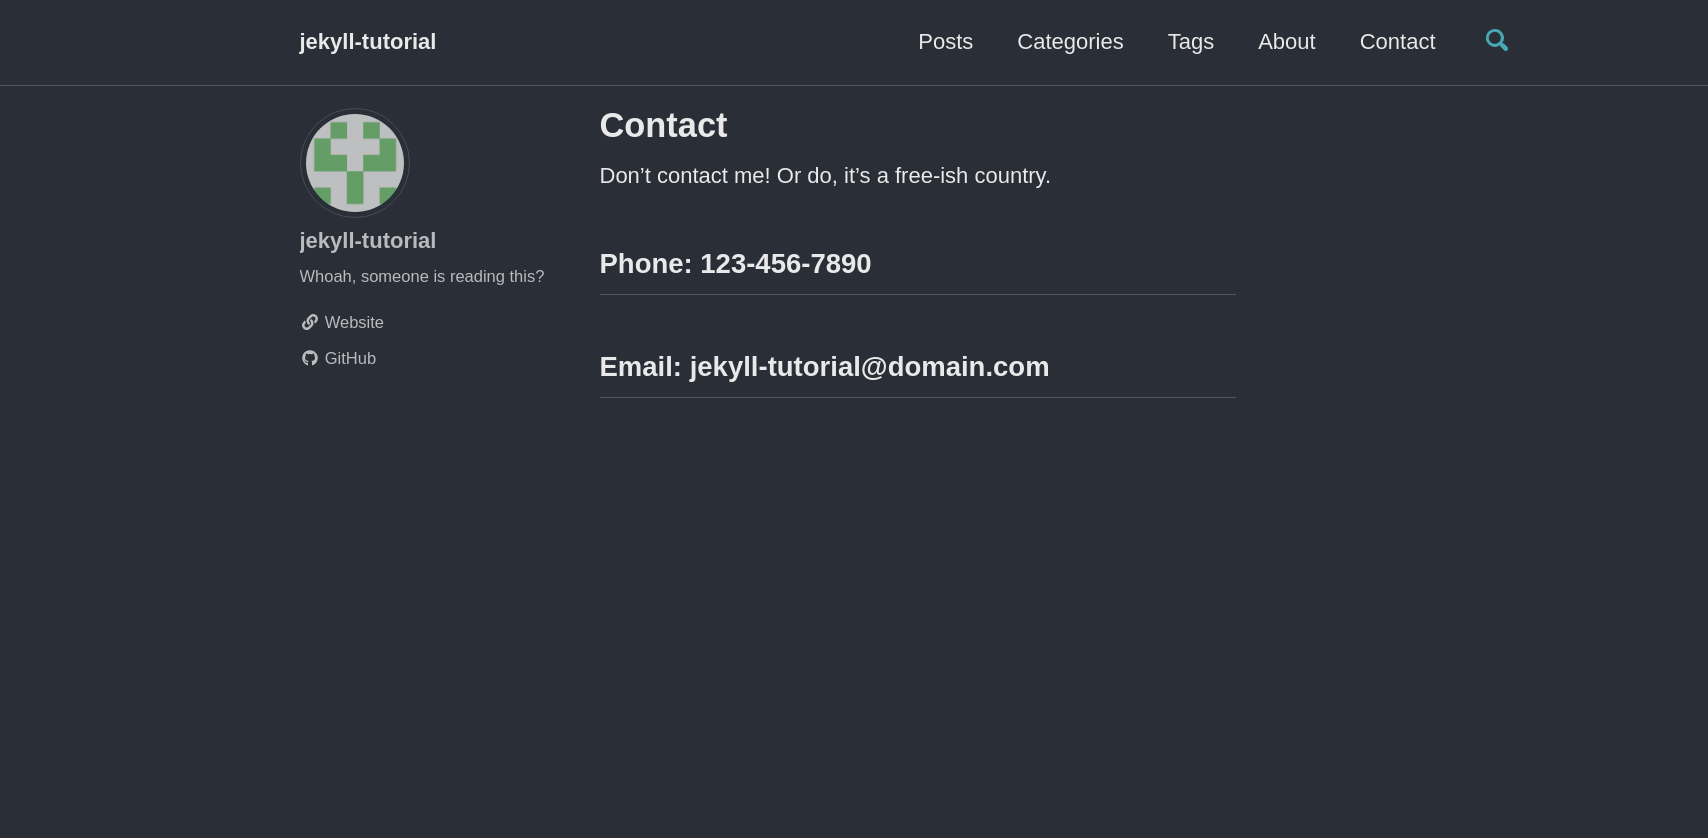 jekyll-tutorial
Posts Categories Tags About Contact
jekyll-tutorial
Whoah, someone is reading this?
Website
GitHub
Contact
Don’t contact me! Or do, it’s a free-ish country.
Phone: 123-456-7890
Email: jekyll-tutorial@domain.com